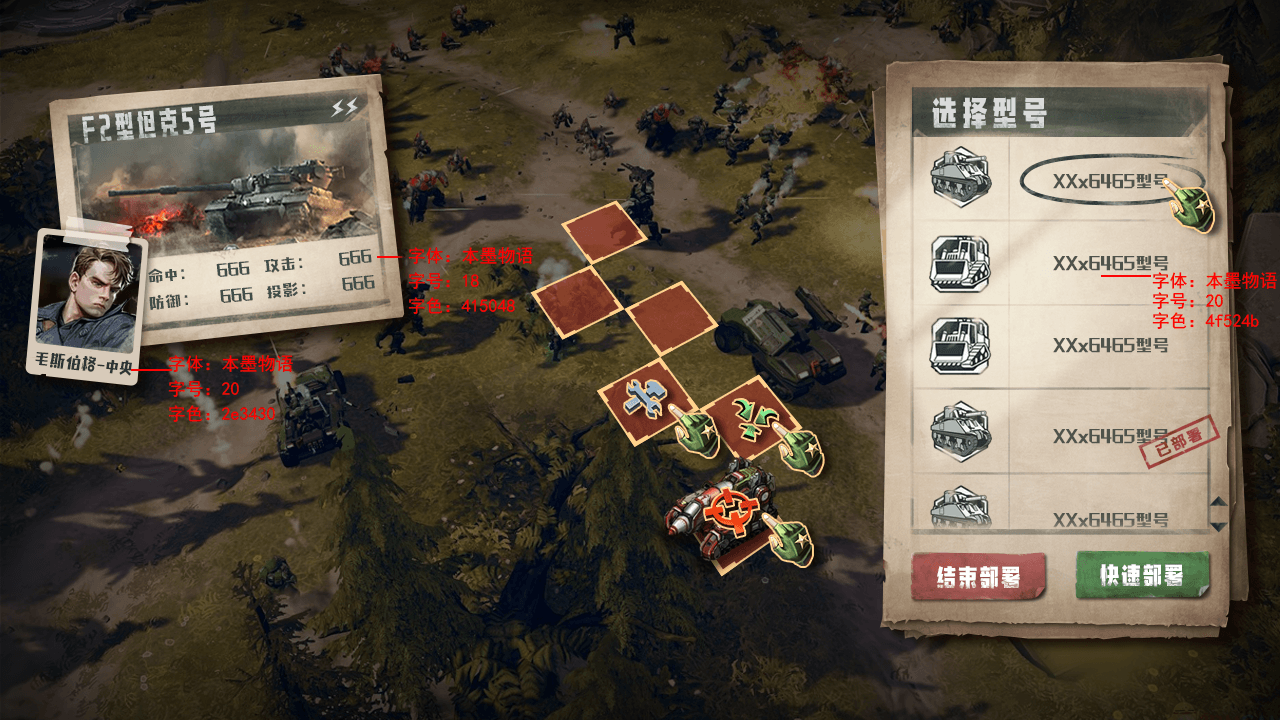 F2型坦克5号
命中： 666 攻击： 666
防御： 666 投影： 666
毛斯伯格-中央
字体：本墨物语
字号：18
字色：415848
字体：本墨物语
字号：20
字色：2e3430
选择型号
XXx6465型号
XXx6465型号
字体：本墨物语
字号：20
字色：4f524b
XXx6465型号
XXx6465型号
已部署
XXx6465型号
结束部署
快速部署